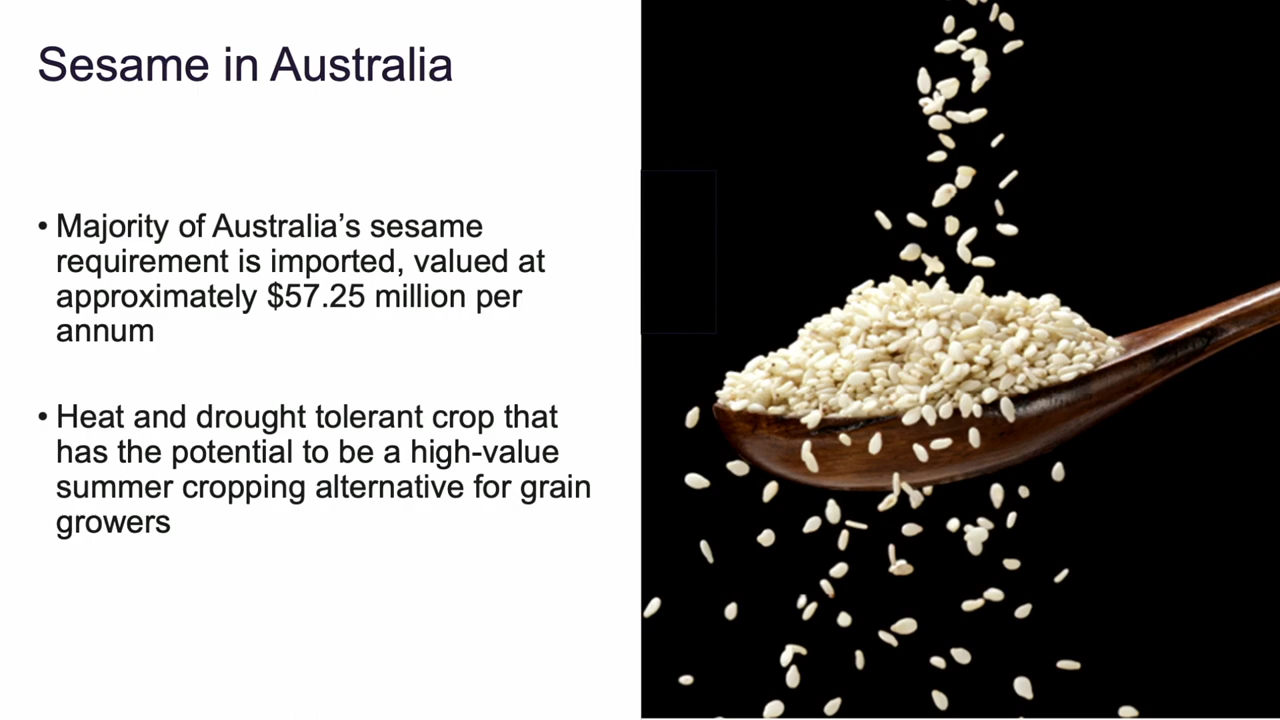 Sesame in Australia
• Majority of Australia’s sesame
requirement is imported, valued at
approximately $57.25 million per
annum
• Heat and drought tolerant crop that
has the potential to be a high-value
summer cropping alternative for grain
growers